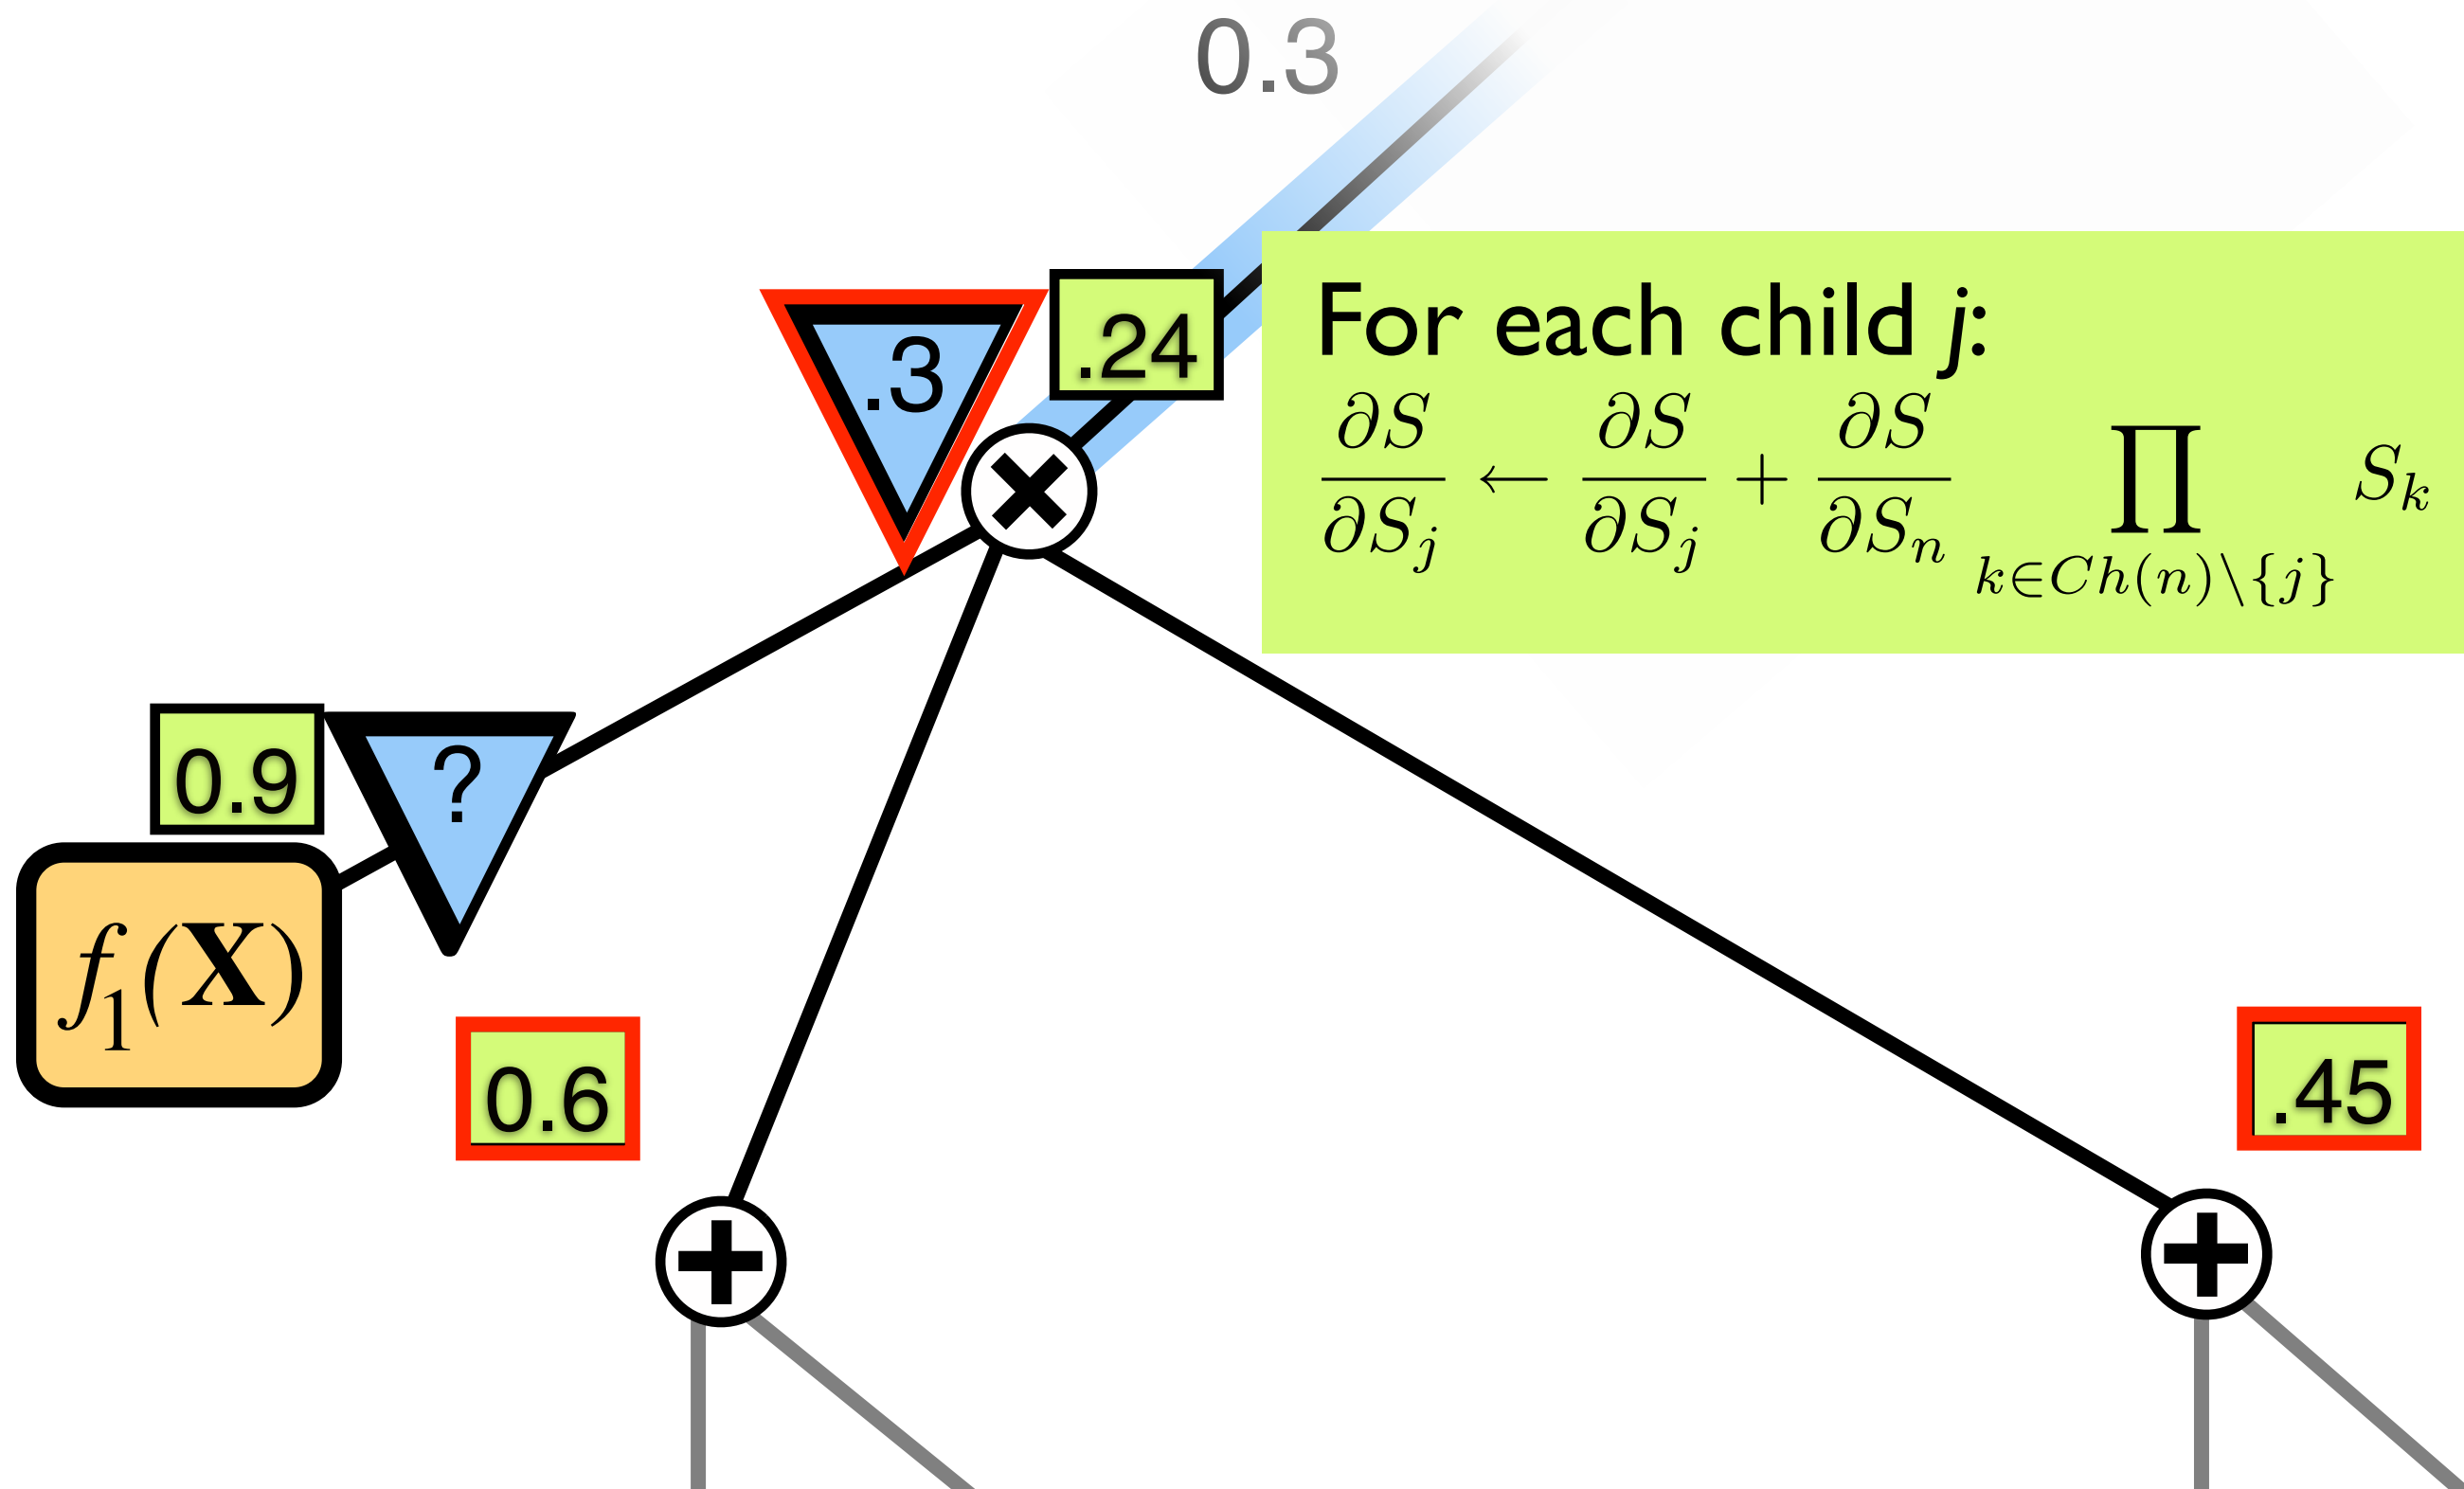 0.3
.3
.24
For each child j:
∂S/∂S_j ← ∂S/∂S_j + ∂S/∂S_n ∏_{k∈Ch(n)\{j}} S_k
0.9
?
f_1(X)
0.6
.45